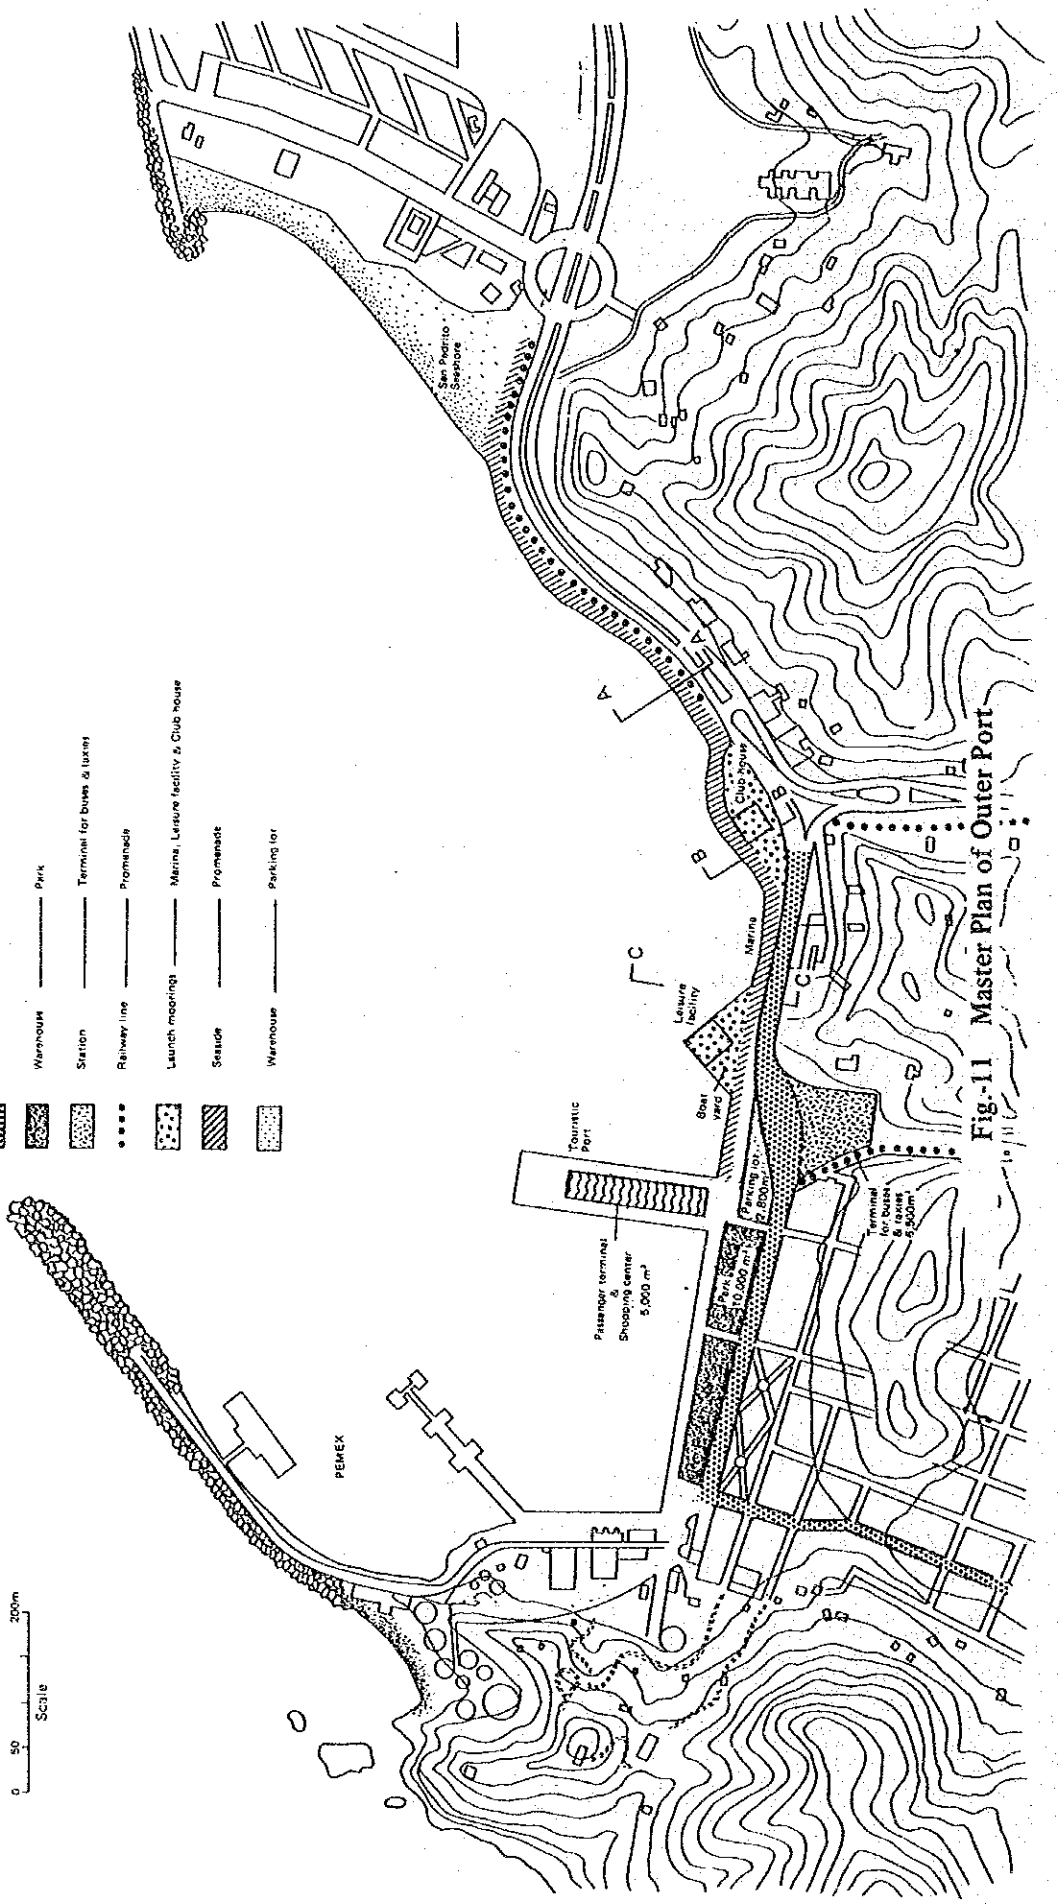 0 50 200m
Scale
Warehouse Park
Station Terminal for buses & taxies
Railway line Promenade
Launch moorings Marina, Leisure facility & Club house
Seaside Promenade
Warehouse Parking lot
San Pedrito
Seashore
PEMEX
Touristic
Port
Passenger terminal
&
Shopping center
5,000 m²
Leisure
facility
Boat
yard
Marina
Club house
A
A
B
B
C
C
Park
10,000 m²
Parking lot
7,800m²
Terminal
for buses
& taxies
5,500m²
Fig.-11 Master Plan of Outer Port